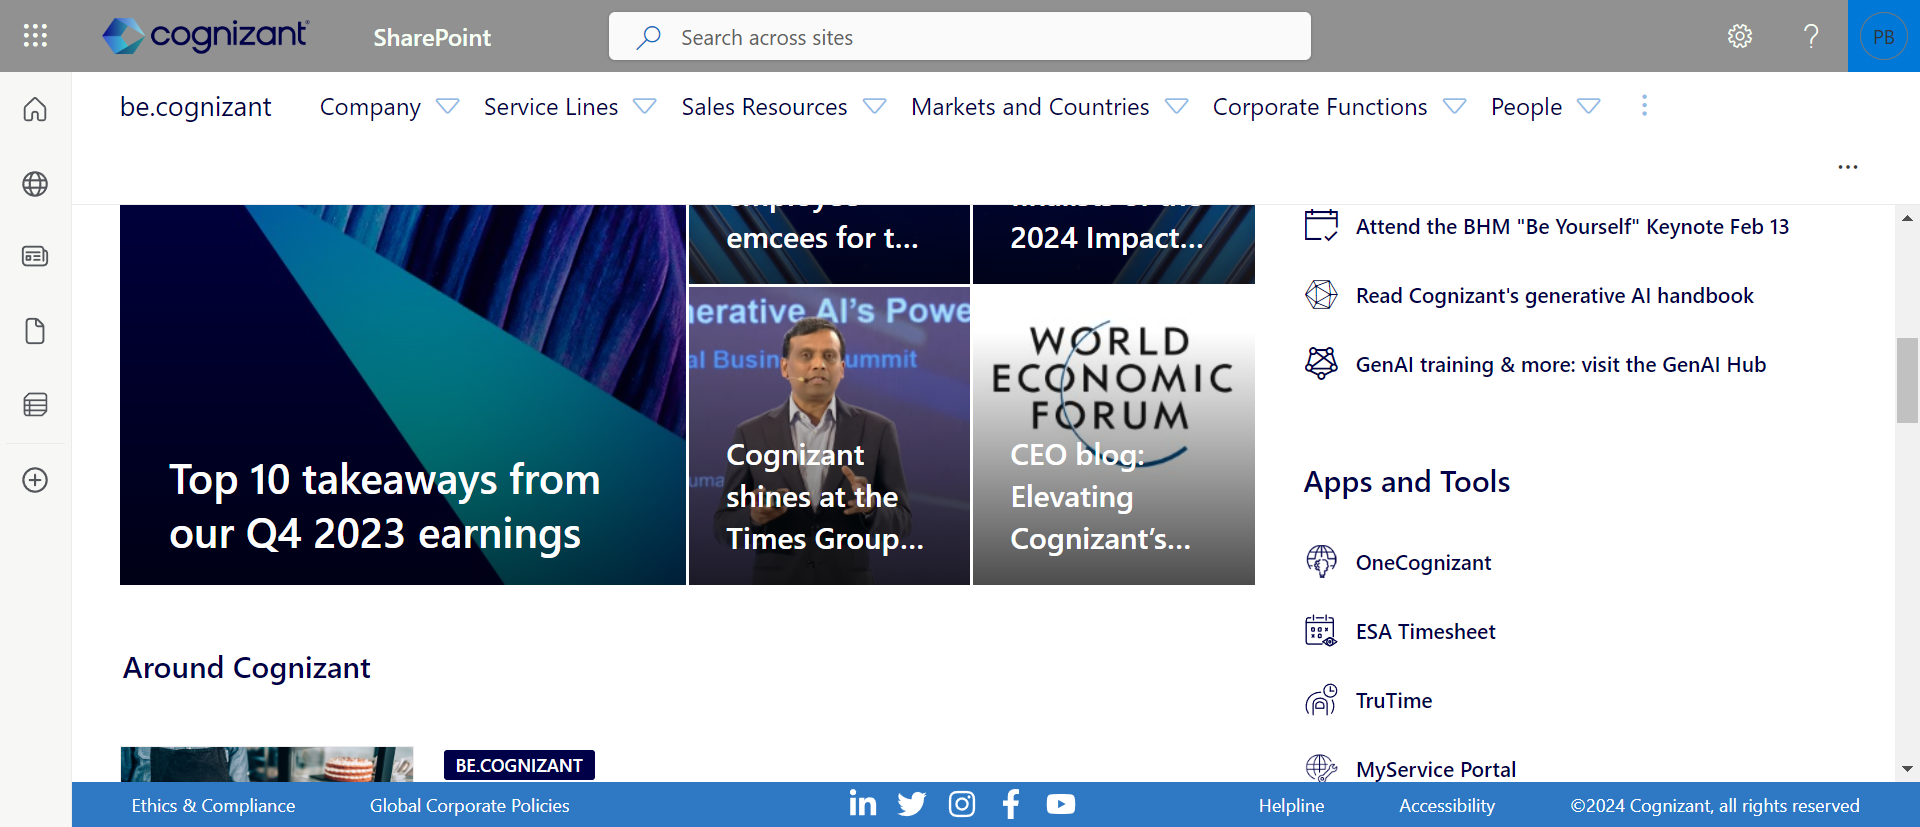 cognizant
SharePoint
Search across sites
PB
be.cognizant
Company
Service Lines
Sales Resources
Markets and Countries
Corporate Functions
People
...
emcees for t...
2024 Impact...
Top 10 takeaways from
our Q4 2023 earnings
nerative AI’s Powe
al Busin
ummit
uma
Cognizant
shines at the
Times Group...
WORLD
ECONOMIC
FORUM
CEO blog:
Elevating
Cognizant’s...
Attend the BHM "Be Yourself" Keynote Feb 13
Read Cognizant's generative AI handbook
GenAI training & more: visit the GenAI Hub
Apps and Tools
OneCognizant
ESA Timesheet
TruTime
MyService Portal
Around Cognizant
BE.COGNIZANT
Ethics & Compliance
Global Corporate Policies
Helpline
Accessibility
©2024 Cognizant, all rights reserved